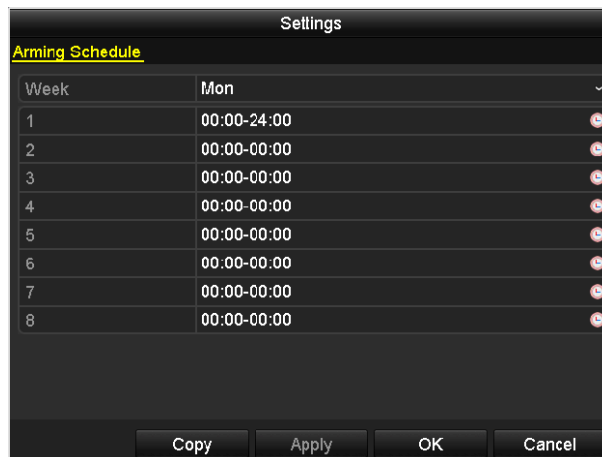 Settings
Arming Schedule
Week Mon
1 00:00-24:00
2 00:00-00:00
3 00:00-00:00
4 00:00-00:00
5 00:00-00:00
6 00:00-00:00
7 00:00-00:00
8 00:00-00:00
Copy Apply OK Cancel